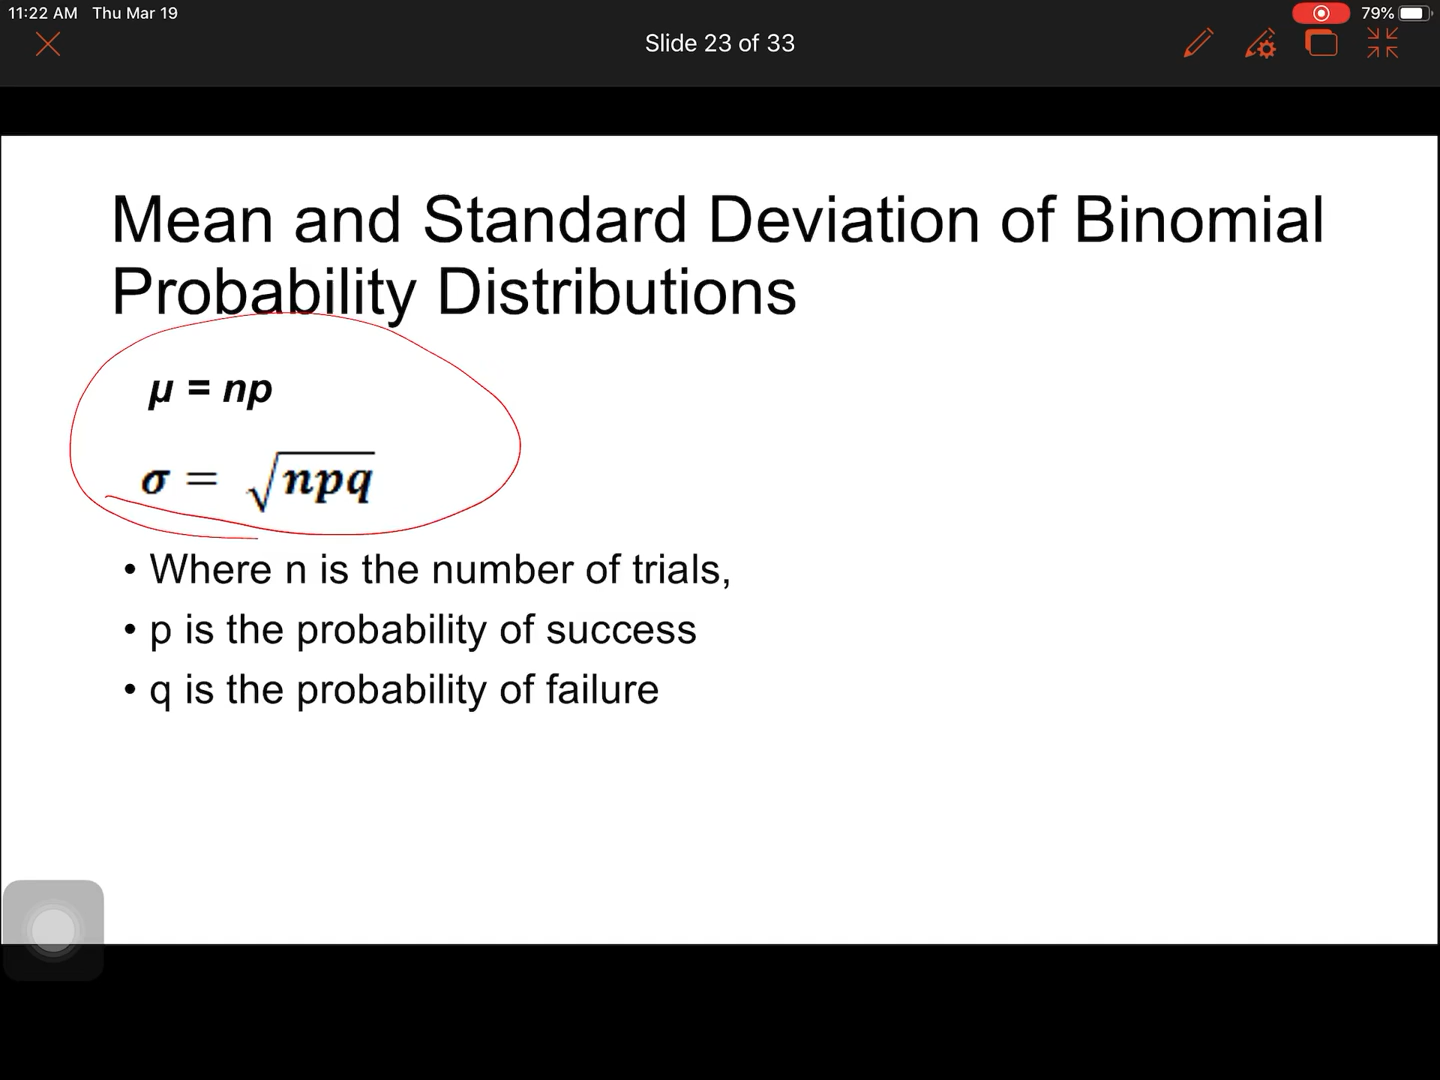 11:22 AM Thu Mar 19
79%
Slide 23 of 33
Mean and Standard Deviation of Binomial
Probability Distributions
μ = np
σ = √npq
• Where n is the number of trials,
• p is the probability of success
• q is the probability of failure